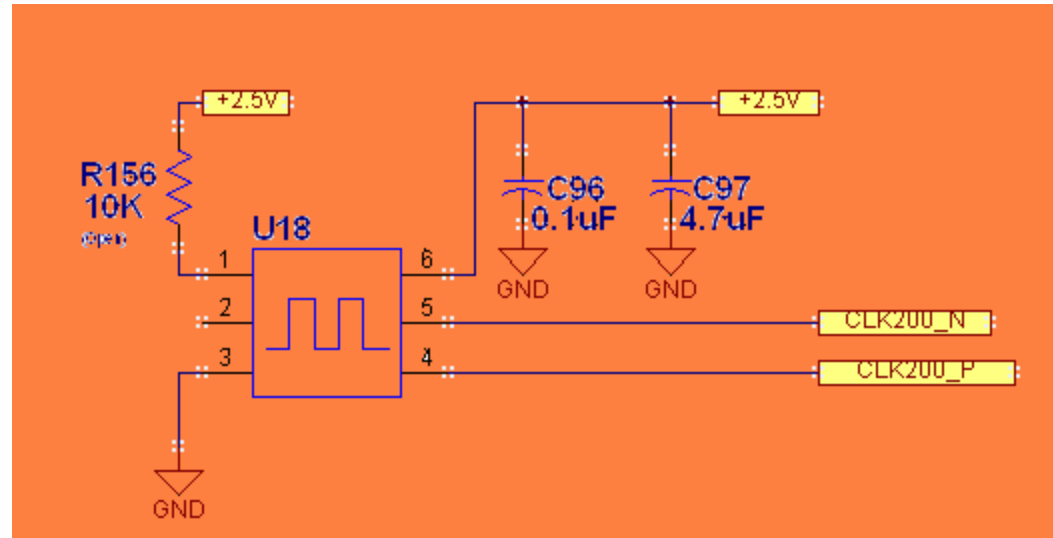 +2.5V
+2.5V
R156
10K
(Open)
C96
0.1uF
C97
4.7uF
U18
1
6
GND
GND
2
5
CLK200_N
3
4
CLK200_P
GND